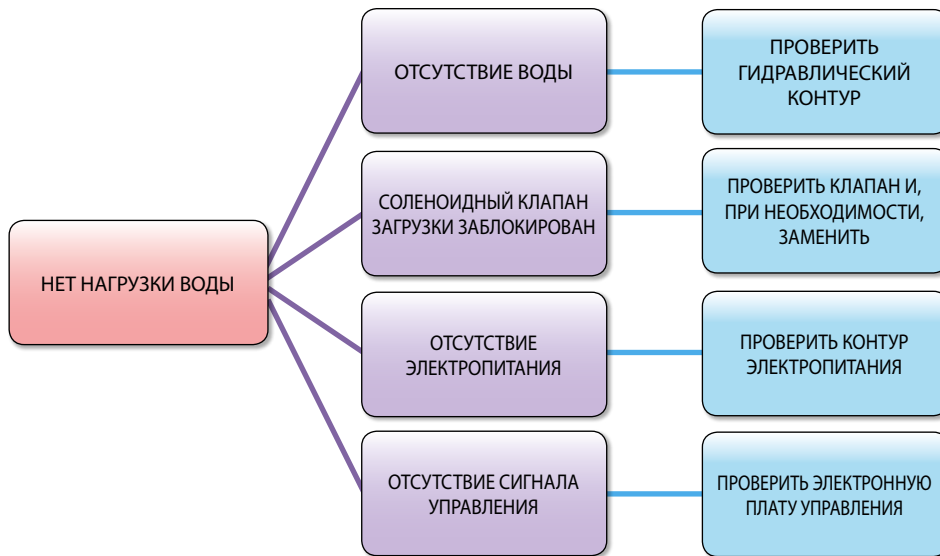 НЕТ НАГРУЗКИ ВОДЫ
ОТСУТСТВИЕ ВОДЫ
ПРОВЕРИТЬ
ГИДРАВЛИЧЕСКИЙ
КОНТУР
СОЛЕНОИДНЫЙ КЛАПАН
ЗАГРУЗКИ ЗАБЛОКИРОВАН
ПРОВЕРИТЬ КЛАПАН И,
ПРИ НЕОБХОДИМОСТИ,
ЗАМЕНИТЬ
ОТСУТСТВИЕ
ЭЛЕКТРОПИТАНИЯ
ПРОВЕРИТЬ КОНТУР
ЭЛЕКТРОПИТАНИЯ
ОТСУТСТВИЕ СИГНАЛА
УПРАВЛЕНИЯ
ПРОВЕРИТЬ ЭЛЕКТРОННУЮ
ПЛАТУ УПРАВЛЕНИЯ